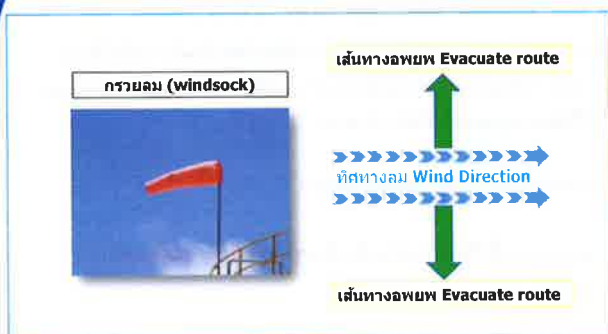 เส้นทางอพยพ Evacuate route
กรวยลม (windsock)
ทิศทางลม Wind Direction
เส้นทางอพยพ Evacuate route